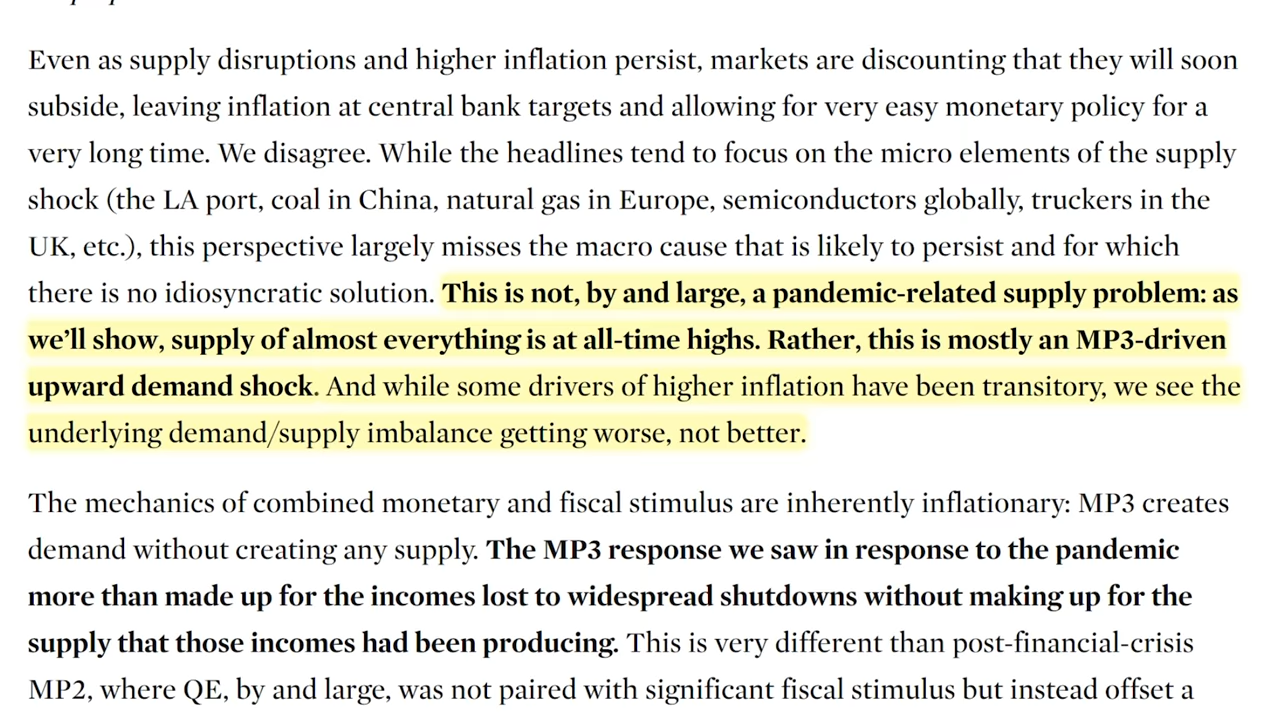 Even as supply disruptions and higher inflation persist, markets are discounting that they will soon
subside, leaving inflation at central bank targets and allowing for very easy monetary policy for a
very long time. We disagree. While the headlines tend to focus on the micro elements of the supply
shock (the LA port, coal in China, natural gas in Europe, semiconductors globally, truckers in the
UK, etc.), this perspective largely misses the macro cause that is likely to persist and for which
there is no idiosyncratic solution. This is not, by and large, a pandemic-related supply problem: as
we’ll show, supply of almost everything is at all-time highs. Rather, this is mostly an MP3-driven
upward demand shock. And while some drivers of higher inflation have been transitory, we see the
underlying demand/supply imbalance getting worse, not better.
The mechanics of combined monetary and fiscal stimulus are inherently inflationary: MP3 creates
demand without creating any supply. The MP3 response we saw in response to the pandemic
more than made up for the incomes lost to widespread shutdowns without making up for the
supply that those incomes had been producing. This is very different than post-financial-crisis
MP2, where QE, by and large, was not paired with significant fiscal stimulus but instead offset a